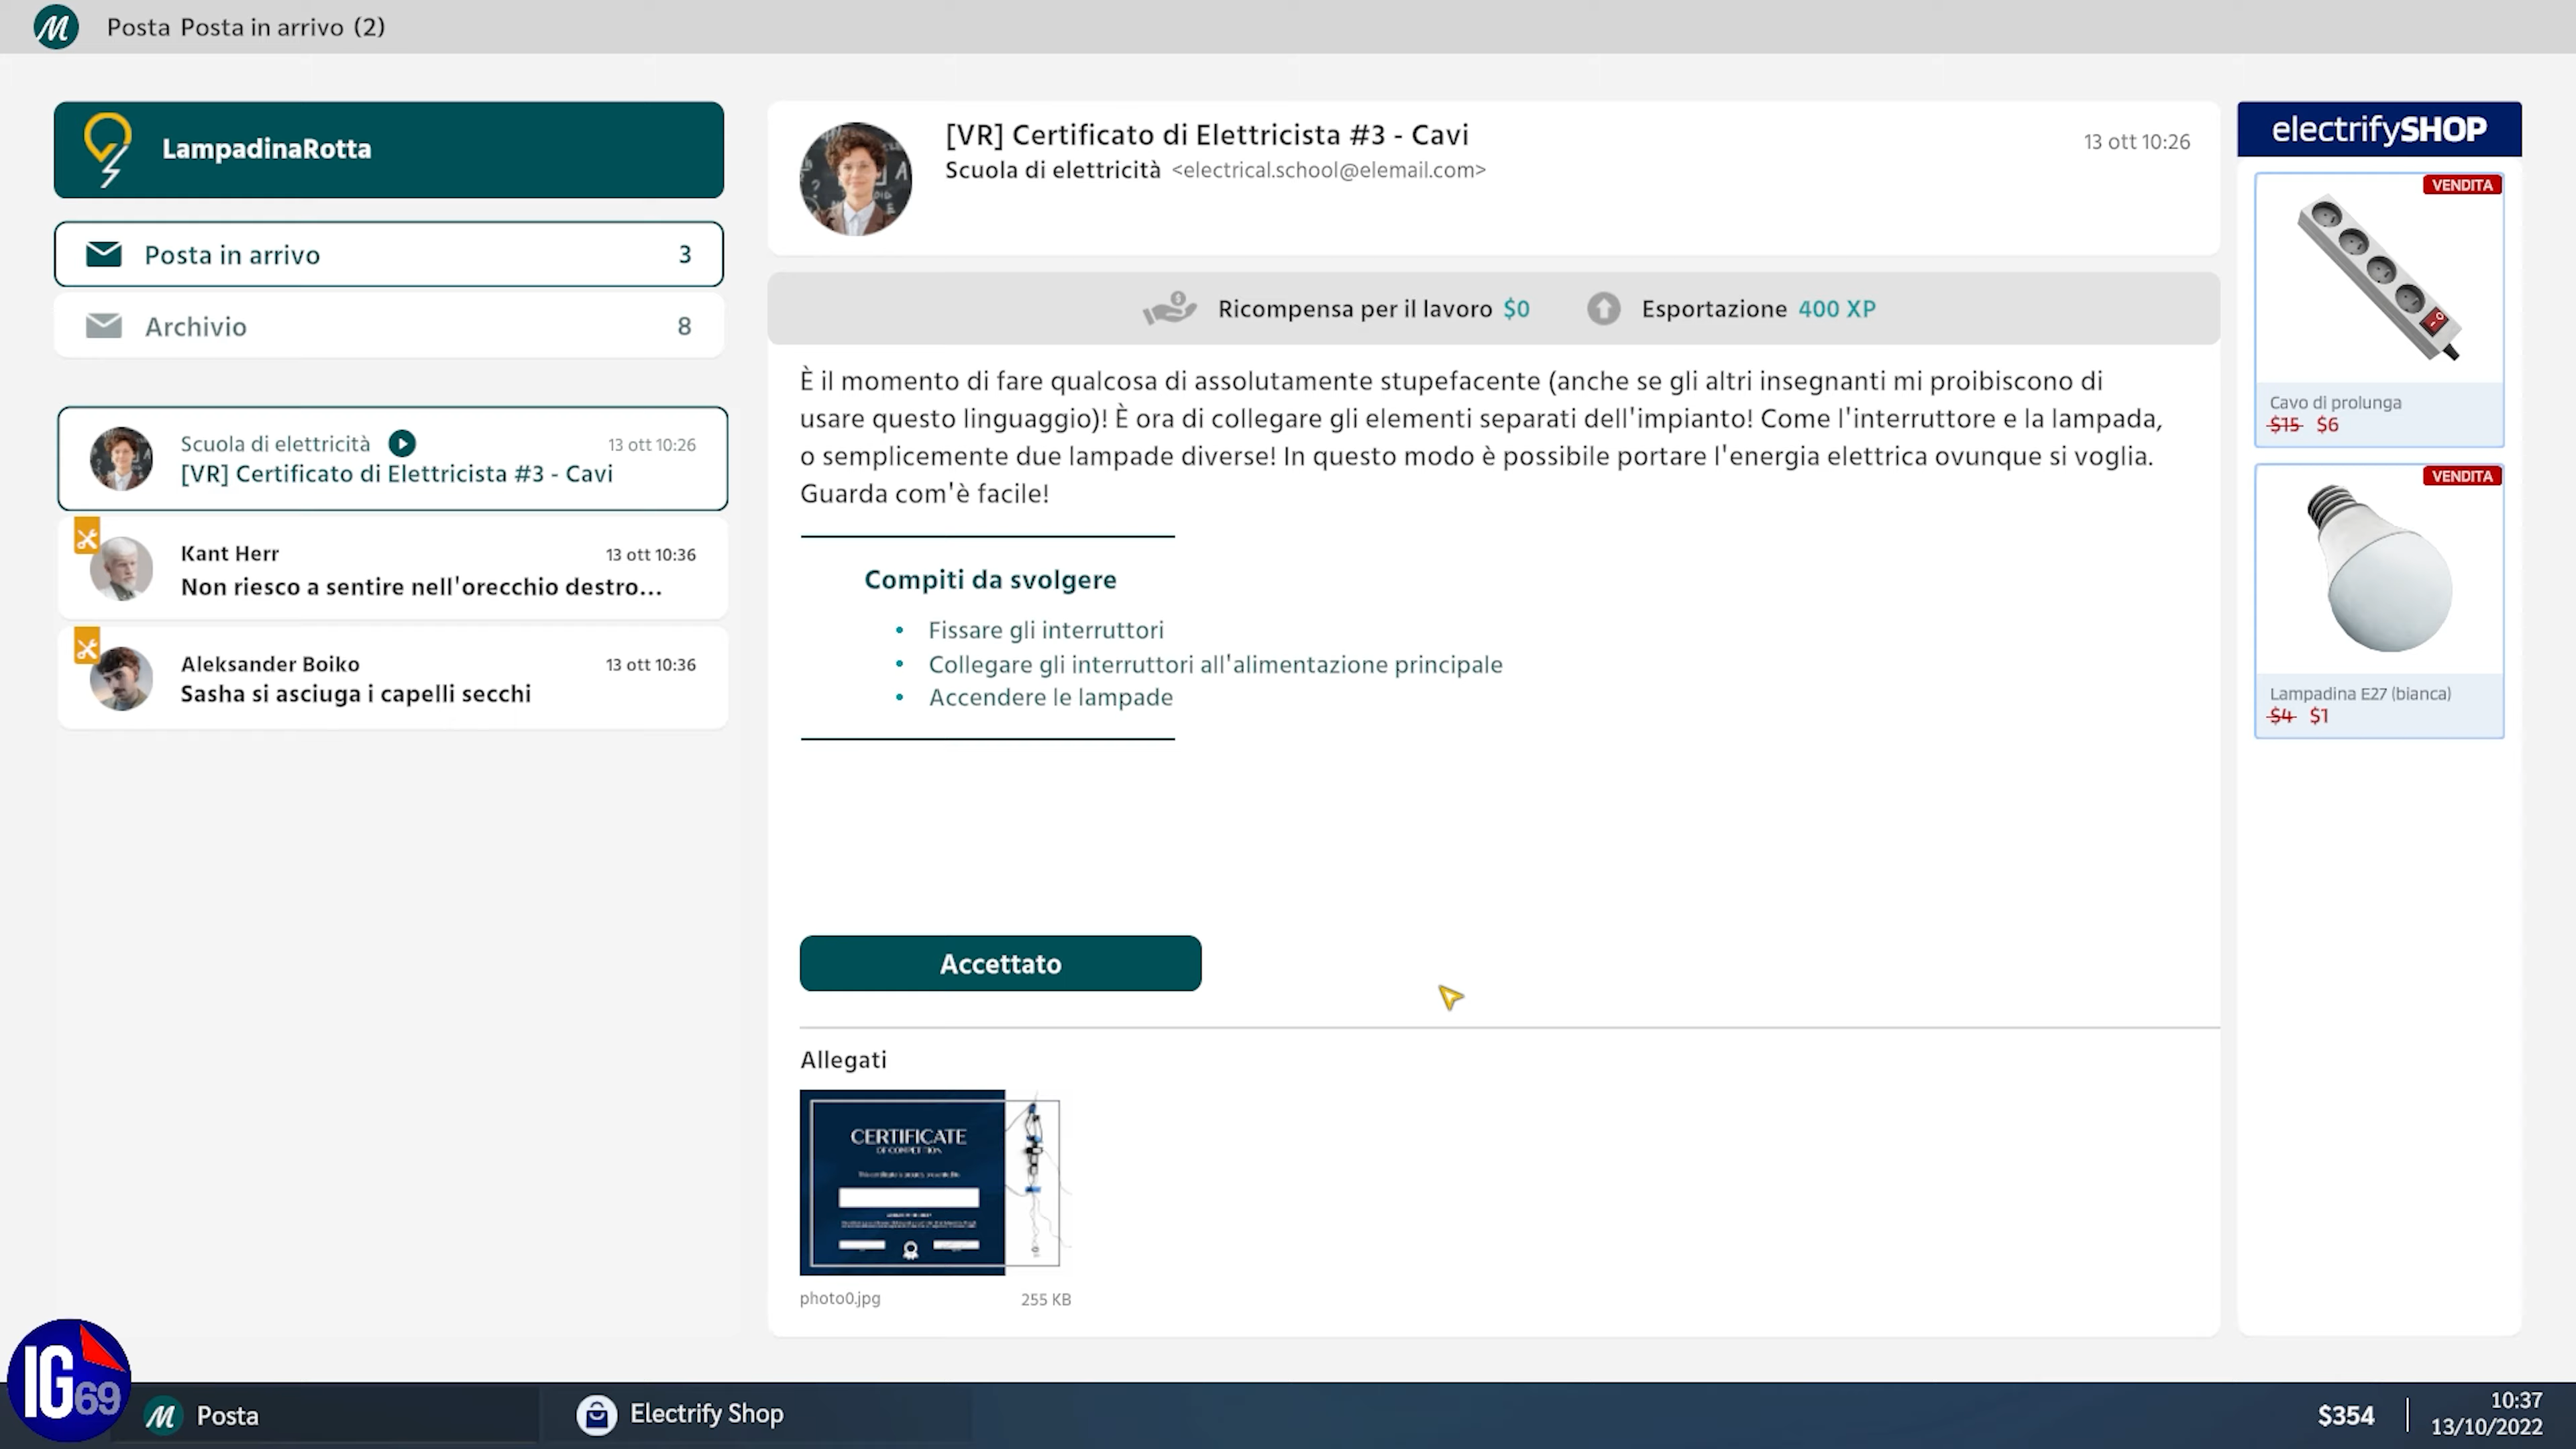 Posta Posta in arrivo (2)
LampadinaRotta
Posta in arrivo 3
Archivio 8
Scuola di elettricità 13 ott 10:26
[VR] Certificato di Elettricista #3 - Cavi
Kant Herr 13 ott 10:36
Non riesco a sentire nell'orecchio destro...
Aleksander Boiko 13 ott 10:36
Sasha si asciuga i capelli secchi
[VR] Certificato di Elettricista #3 - Cavi
13 ott 10:26
Scuola di elettricità <electrical.school@elemail.com>
Ricompensa per il lavoro $0 Esportazione 400 XP
È il momento di fare qualcosa di assolutamente stupefacente (anche se gli altri insegnanti mi proibiscono di
usare questo linguaggio)! È ora di collegare gli elementi separati dell'impianto! Come l'interruttore e la lampada,
o semplicemente due lampade diverse! In questo modo è possibile portare l'energia elettrica ovunque si voglia.
Guarda com'è facile!
Compiti da svolgere
• Fissare gli interruttori
• Collegare gli interruttori all'alimentazione principale
• Accendere le lampade
Accettato
Allegati
CERTIFICATE
OF COMPLETION
photo0.jpg 255 KB
electrifySHOP
VENDITA
Cavo di prolunga
$15 $6
VENDITA
Lampadina E27 (bianca)
$4 $1
IG69
Posta
Electrify Shop
$354
10:37
13/10/2022